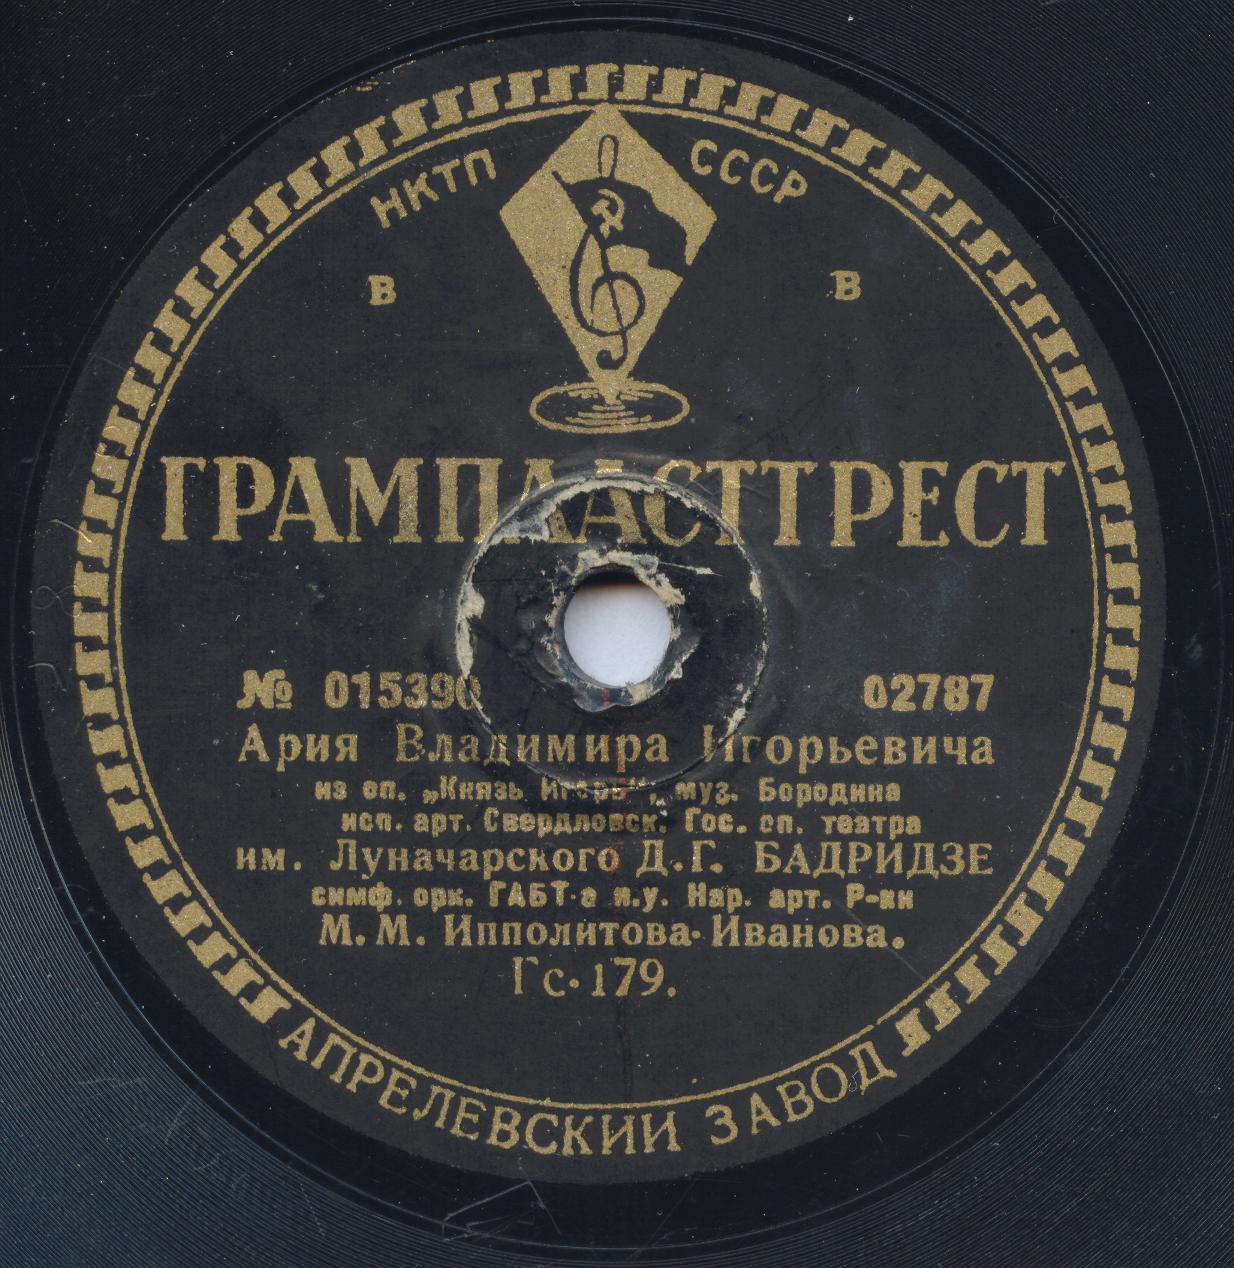 НКТП СССР
В В
ГРАМПЛАСТТРЕСТ
№ 015390 02787
Ария Владимира Игорьевича
из оп. „Князь Игорь“, муз. Бородина
исп. арт. Свердловск. Гос. оп. театра
им. Луначарского Д.Г. БАДРИДЗЕ
симф. орк. ГАБТ-а п.у. Нар. арт. Р-ки
М.М. Ипполитова-Иванова.
Гс-179.
АПРЕЛЕВСКИЙ ЗАВОД